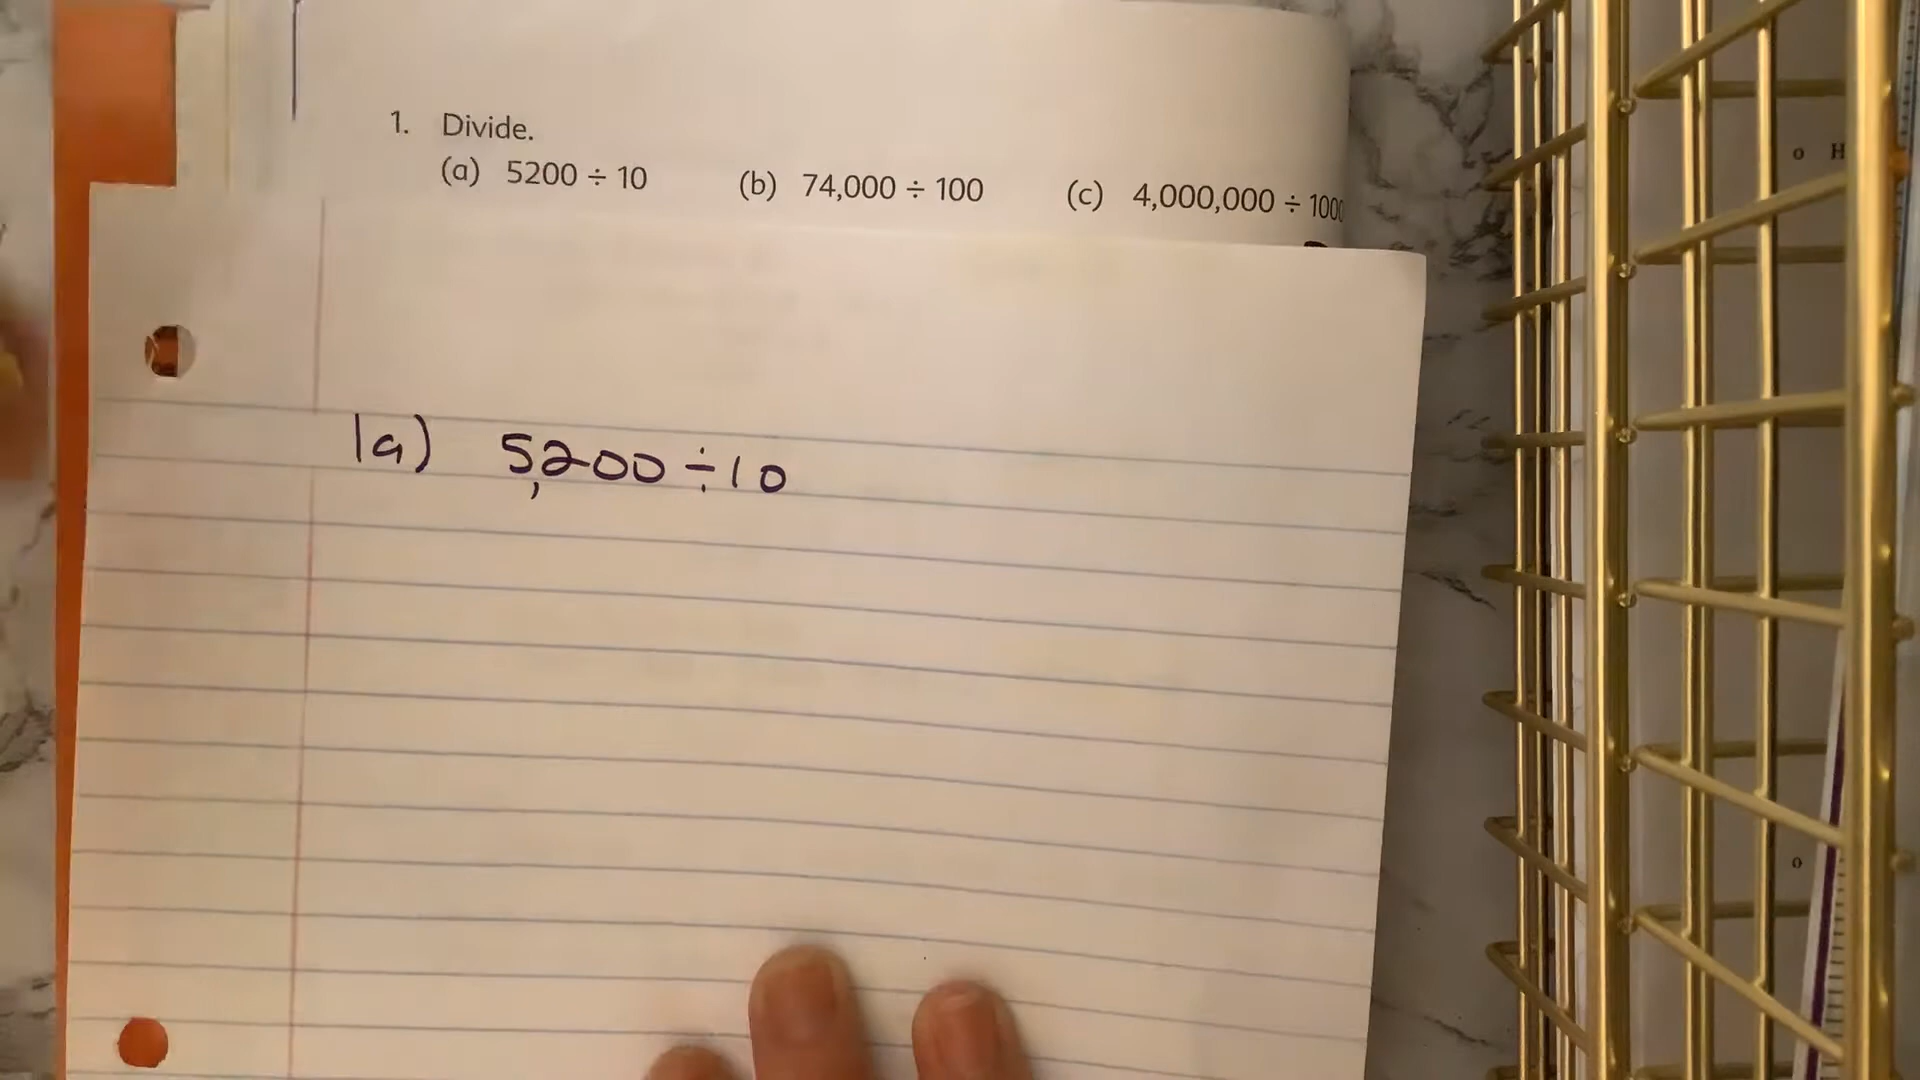 1. Divide.
(a) 5200 ÷ 10 (b) 74,000 ÷ 100 (c) 4,000,000 ÷ 1000
1a) 5,200 ÷ 10
o H
o